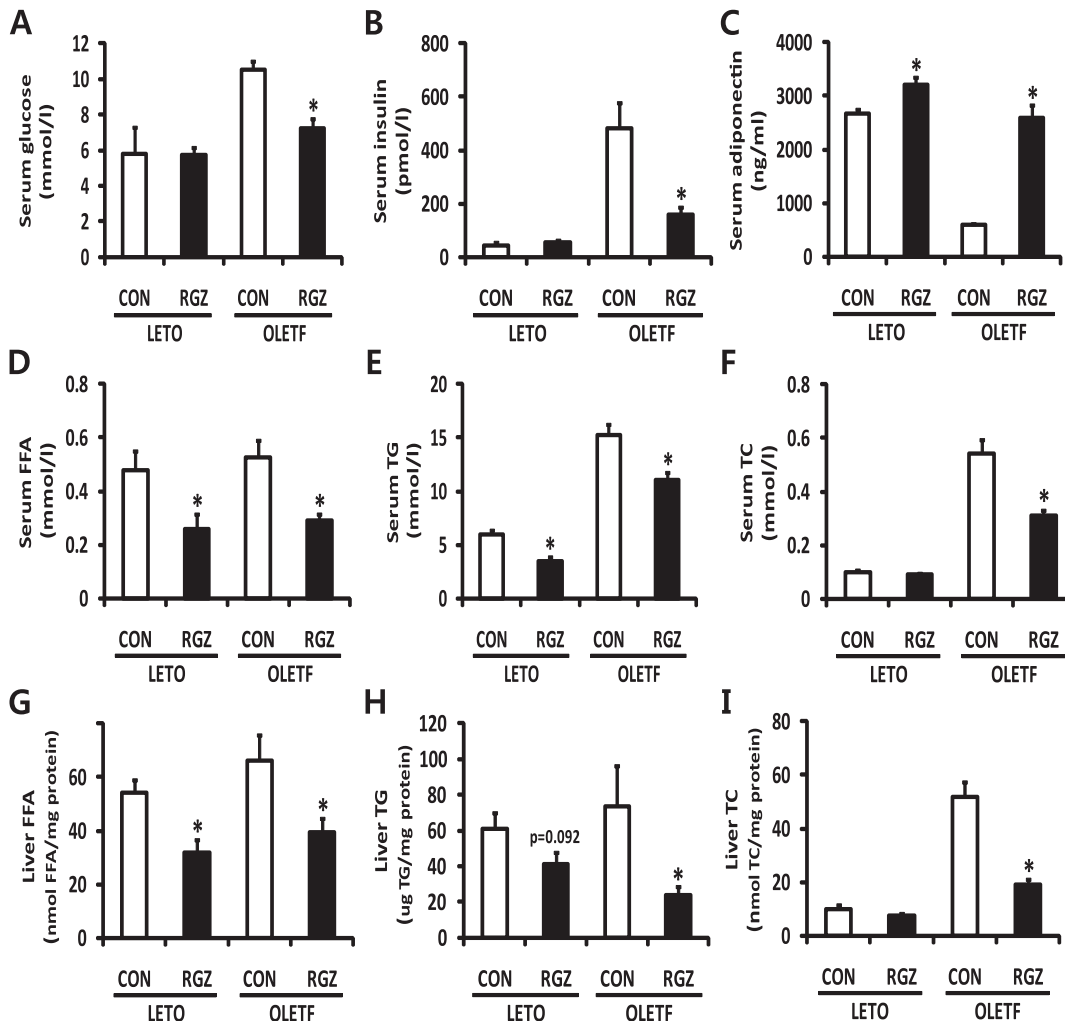 A
Serum glucose
(mmol/l)
12
10
8
6
4
2
0
*
CON RGZ CON RGZ
LETO OLETF
B
Serum insulin
(pmol/l)
800
600
400
200
0
*
CON RGZ CON RGZ
LETO OLETF
C
Serum adiponectin
(ng/ml)
4000
3000
2000
1000
0
*
*
CON RGZ CON RGZ
LETO OLETF
D
Serum FFA
(mmol/l)
0.8
0.6
0.4
0.2
0
*
*
CON RGZ CON RGZ
LETO OLETF
E
Serum TG
(mmol/l)
20
15
10
5
0
*
*
CON RGZ CON RGZ
LETO OLETF
F
Serum TC
(mmol/l)
0.8
0.6
0.4
0.2
0
*
CON RGZ CON RGZ
LETO OLETF
G
Liver FFA
(nmol FFA/mg protein)
60
40
20
0
*
*
CON RGZ CON RGZ
LETO OLETF
H
Liver TG
(ug TG/mg protein)
120
100
80
60
40
20
0
p=0.092
*
CON RGZ CON RGZ
LETO OLETF
I
Liver TC
(nmol TC/mg protein)
80
60
40
20
0
*
CON RGZ CON RGZ
LETO OLETF